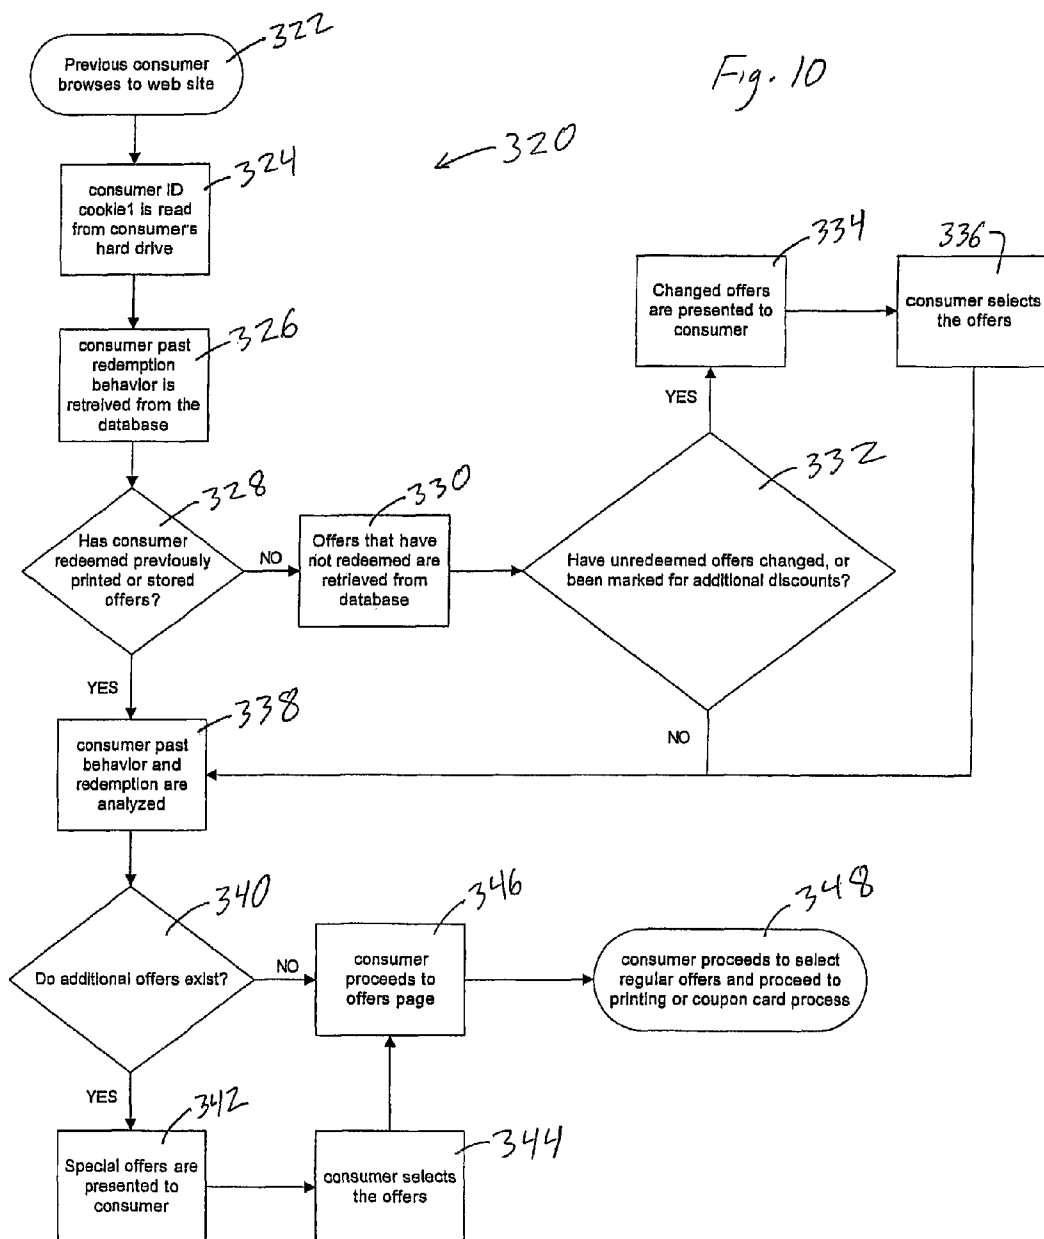 322
Previous consumer
browses to web site
Fig. 10
320
324
consumer ID
cookie1 is read
from consumer's
hard drive
334
336
Changed offers
are presented to
consumer
consumer selects
the offers
326
consumer past
redemption
behavior is
retreived from the
database
YES
328
330
332
Has consumer
redeemed previously
printed or stored
offers?
NO
Offers that have
not redeemed are
retrieved from
database
Have unredeemed offers changed, or
been marked for additional discounts?
YES
338
NO
consumer past
behavior and
redemption are
analyzed
340
346
348
Do additional offers exist?
NO
consumer
proceeds to
offers page
consumer proceeds to select
regular offers and proceed to
printing or coupon card process
YES
342
344
Special offers are
presented to
consumer
consumer selects
the offers